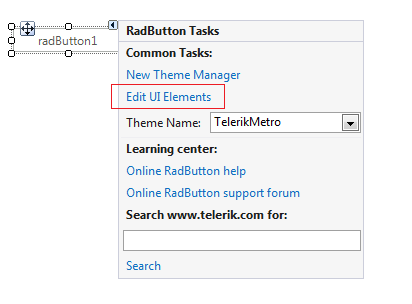 radButton1
RadButton Tasks
Common Tasks:
New Theme Manager
Edit UI Elements
Theme Name: TelerikMetro
Learning center:
Online RadButton help
Online RadButton support forum
Search www.telerik.com for:
Search